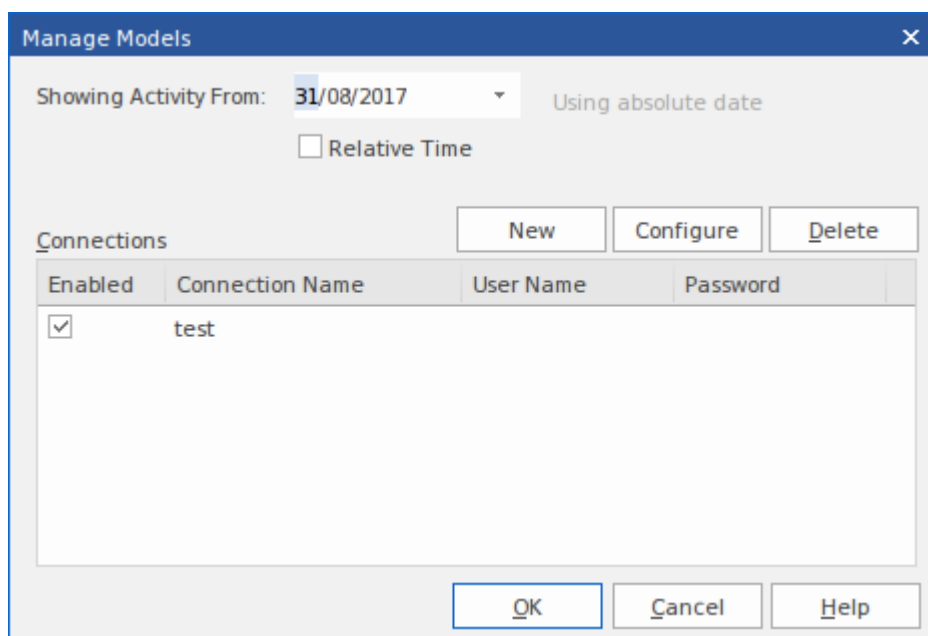 Manage Models
Showing Activity From: 31/08/2017 Using absolute date
Relative Time
Connections New Configure Delete
Enabled Connection Name User Name Password
test
OK Cancel Help